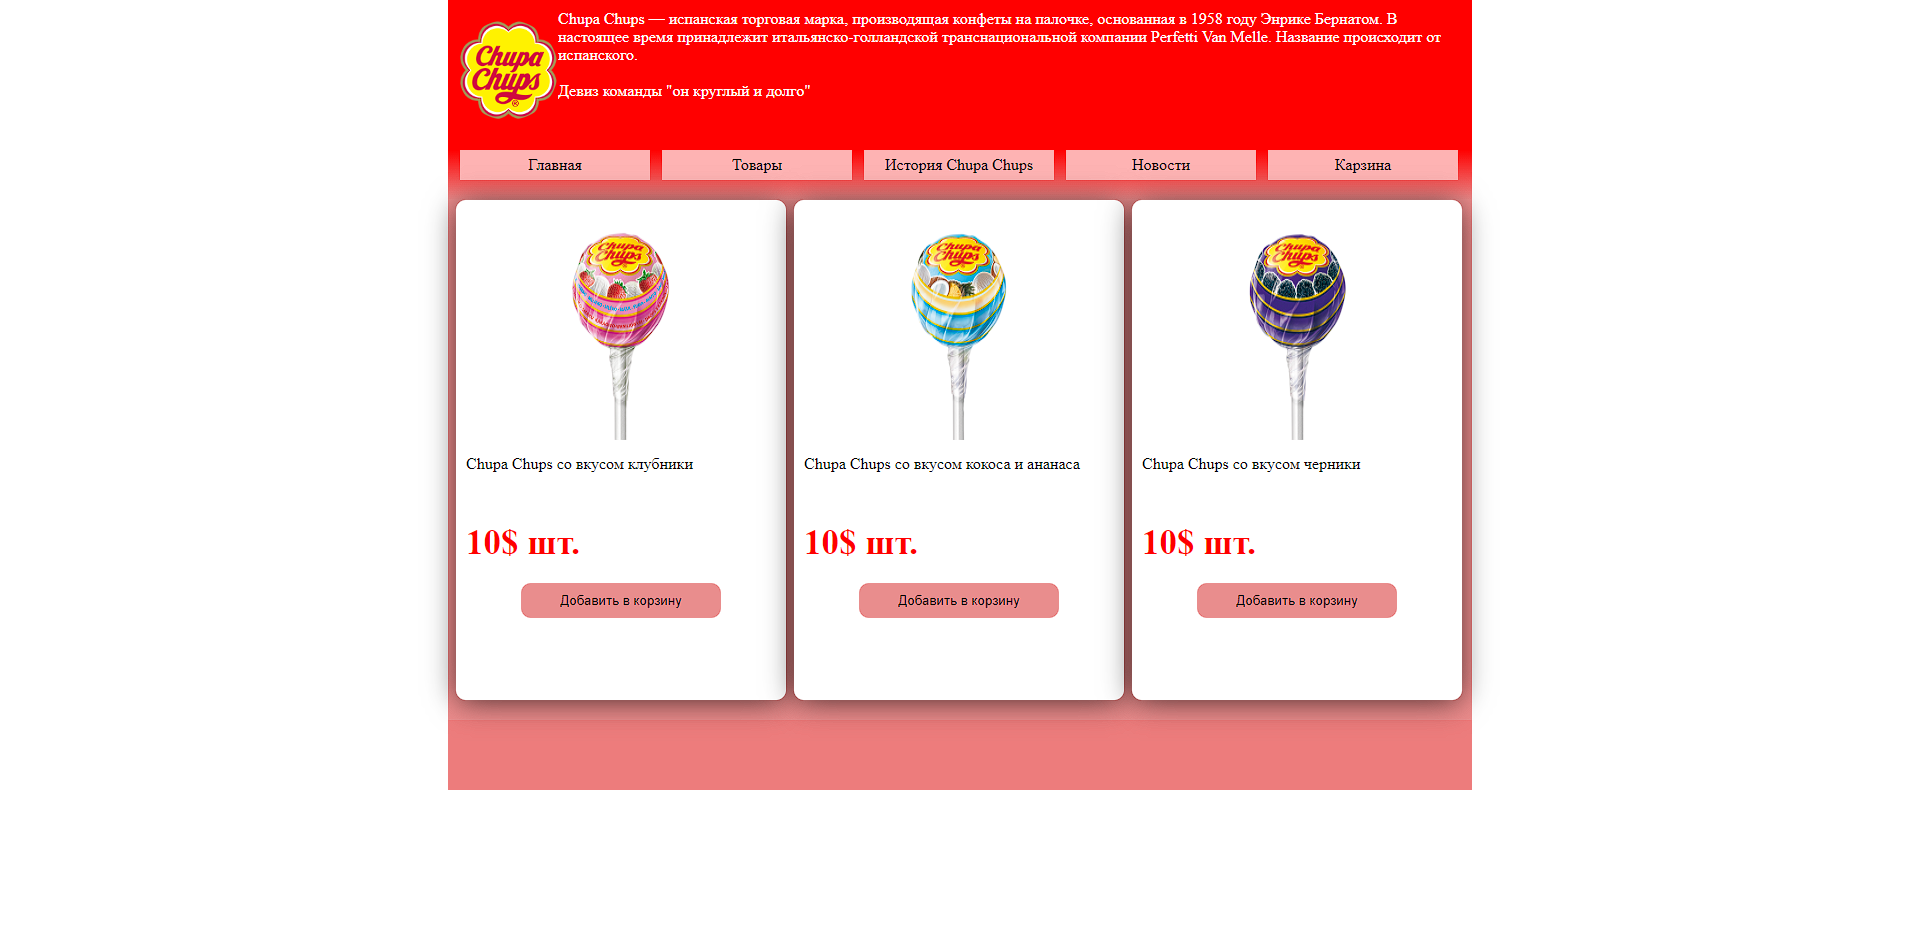 Chupa Chups — испанская торговая марка, производящая конфеты на палочке, основанная в 1958 году Энрике Бернатом. В
настоящее время принадлежит итальянско-голландской транснациональной компании Perfetti Van Melle. Название происходит от
испанского.
Девиз команды "он круглый и долго"
Chupa
Chups
®
Главная
Товары
История Chupa Chups
Новости
Карзина
Chupa
Chups
Chupa
Chups
Chupa
Chups
Chupa Chups со вкусом клубники
Chupa Chups со вкусом кокоса и ананаса
Chupa Chups со вкусом черники
10$ шт.
10$ шт.
10$ шт.
Добавить в корзину
Добавить в корзину
Добавить в корзину